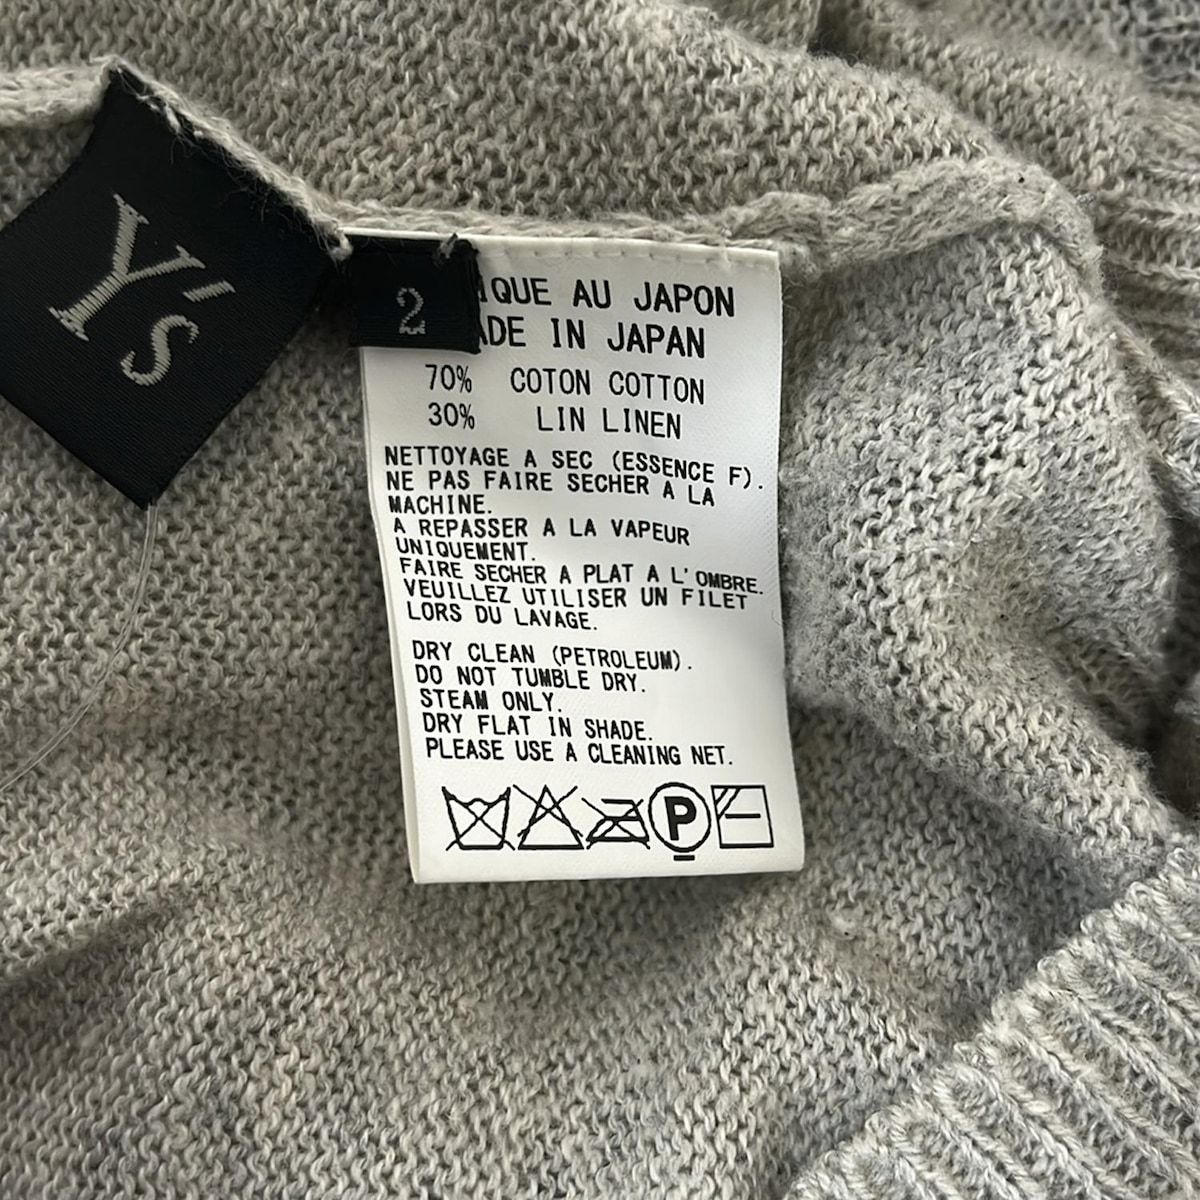 Y's
2
IQUE AU JAPON
ADE IN JAPAN
70% COTON COTTON
30% LIN LINEN
NETTOYAGE A SEC (ESSENCE F).
NE PAS FAIRE SECHER A LA
MACHINE.
A REPASSER A LA VAPEUR
UNIQUEMENT.
FAIRE SECHER A PLAT A L'OMBRE.
VEUILLEZ UTILISER UN FILET
LORS DU LAVAGE.
DRY CLEAN (PETROLEUM).
DO NOT TUMBLE DRY.
STEAM ONLY.
DRY FLAT IN SHADE.
PLEASE USE A CLEANING NET.
P